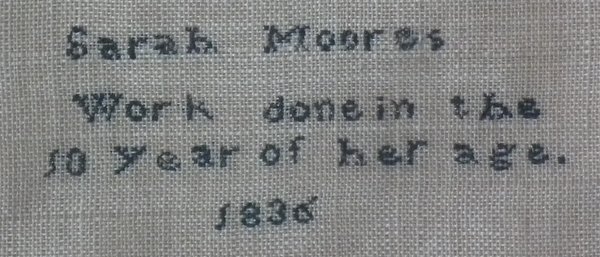 Sarah Moores
Work done in the
10 year of her age.
1836